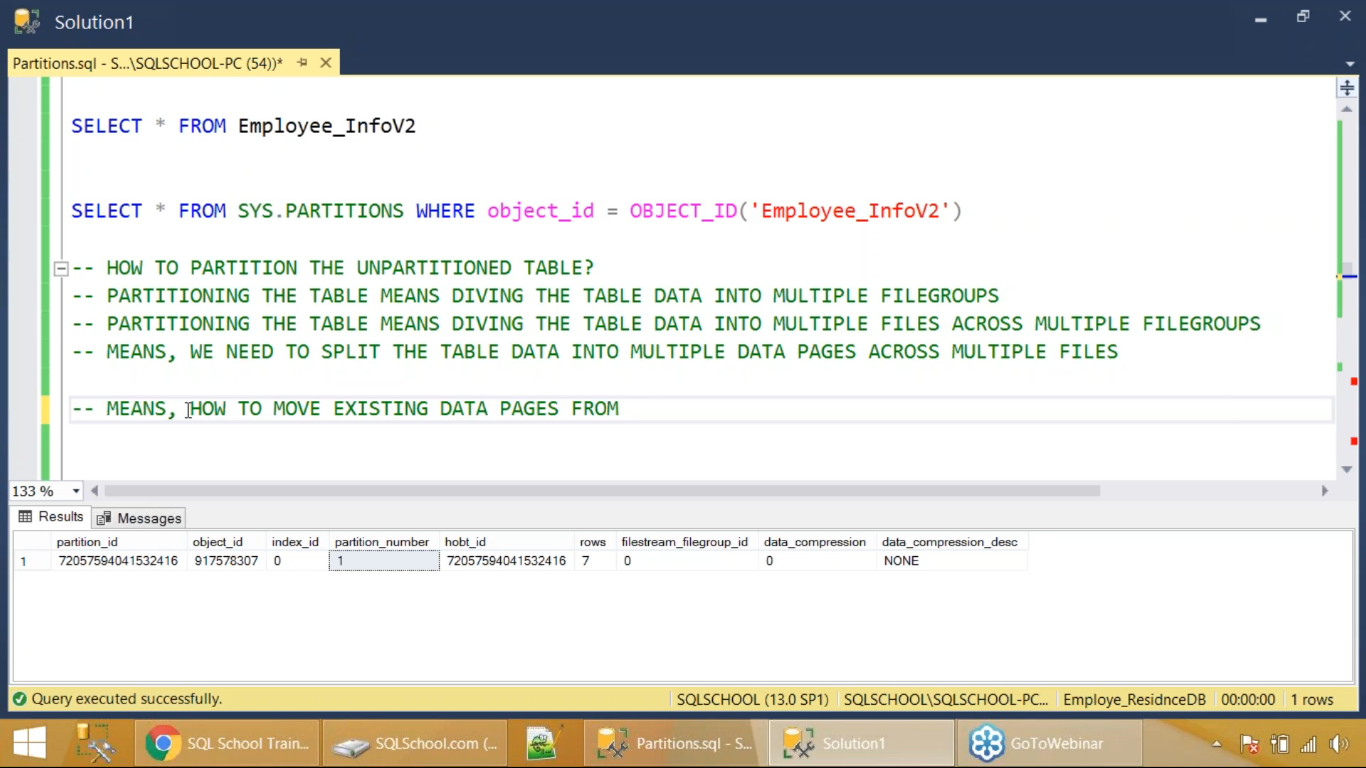 Solution1
Partitions.sql - S...\SQLSCHOOL-PC (54))*
SELECT * FROM Employee_InfoV2
SELECT * FROM SYS.PARTITIONS WHERE object_id = OBJECT_ID('Employee_InfoV2')
-- HOW TO PARTITION THE UNPARTITIONED TABLE?
-- PARTITIONING THE TABLE MEANS DIVING THE TABLE DATA INTO MULTIPLE FILEGROUPS
-- PARTITIONING THE TABLE MEANS DIVING THE TABLE DATA INTO MULTIPLE FILES ACROSS MULTIPLE FILEGROUPS
-- MEANS, WE NEED TO SPLIT THE TABLE DATA INTO MULTIPLE DATA PAGES ACROSS MULTIPLE FILES
-- MEANS, HOW TO MOVE EXISTING DATA PAGES FROM
133 %
Results Messages
partition_id object_id index_id partition_number hobt_id rows filestream_filegroup_id data_compression data_compression_desc
1 72057594041532416 917578307 0 1 72057594041532416 7 0 0 NONE
Query executed successfully. SQLSCHOOL (13.0 SP1) SQLSCHOOL\SQLSCHOOL-PC... Employe_ResidnceDB 00:00:00 1 rows
SQL School Train... SQLSchool.com (... Partitions.sql - S... Solution1 GoToWebinar